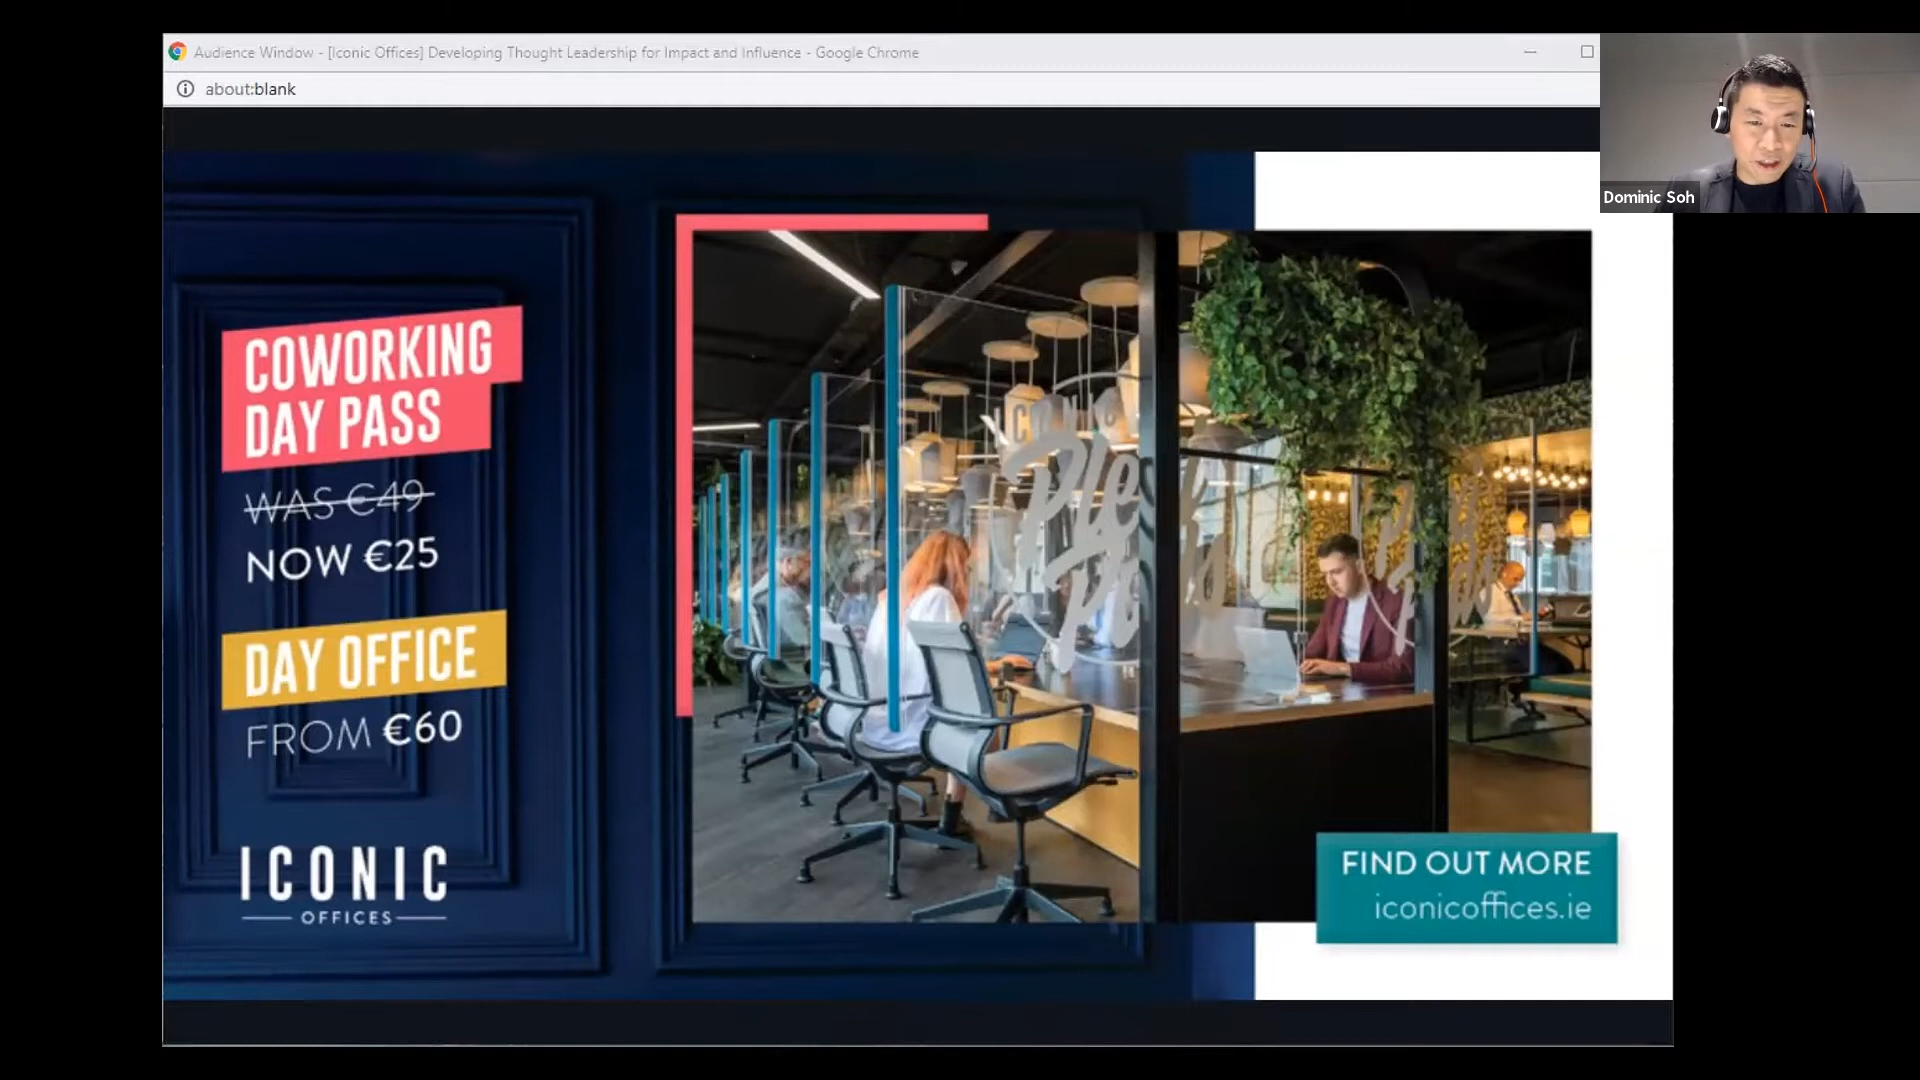 Audience Window - [Iconic Offices] Developing Thought Leadership for Impact and Influence - Google Chrome
about:blank
Dominic Soh
COWORKING
DAY PASS
WAS €49
NOW €25
DAY OFFICE
FROM €60
ICONIC
OFFICES
ICONIC
FIND OUT MORE
iconicoffices.ie